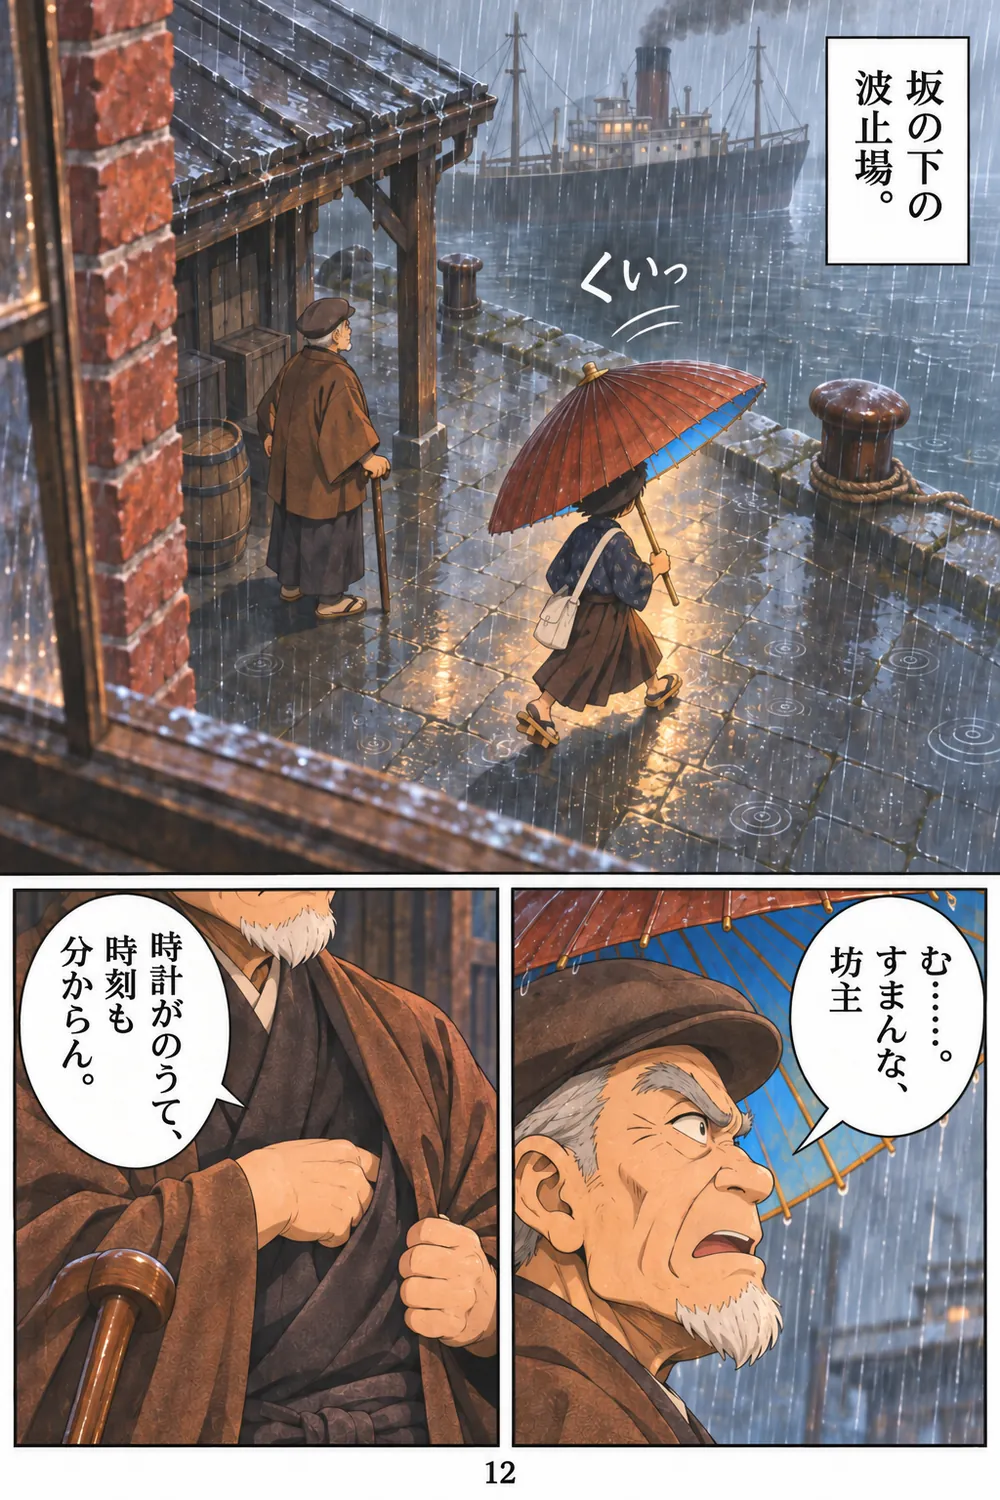 坂の下の
波止場。
くいっ
む……。
すまんな、
坊主
時計がのうて、
時刻も
分からん。
12